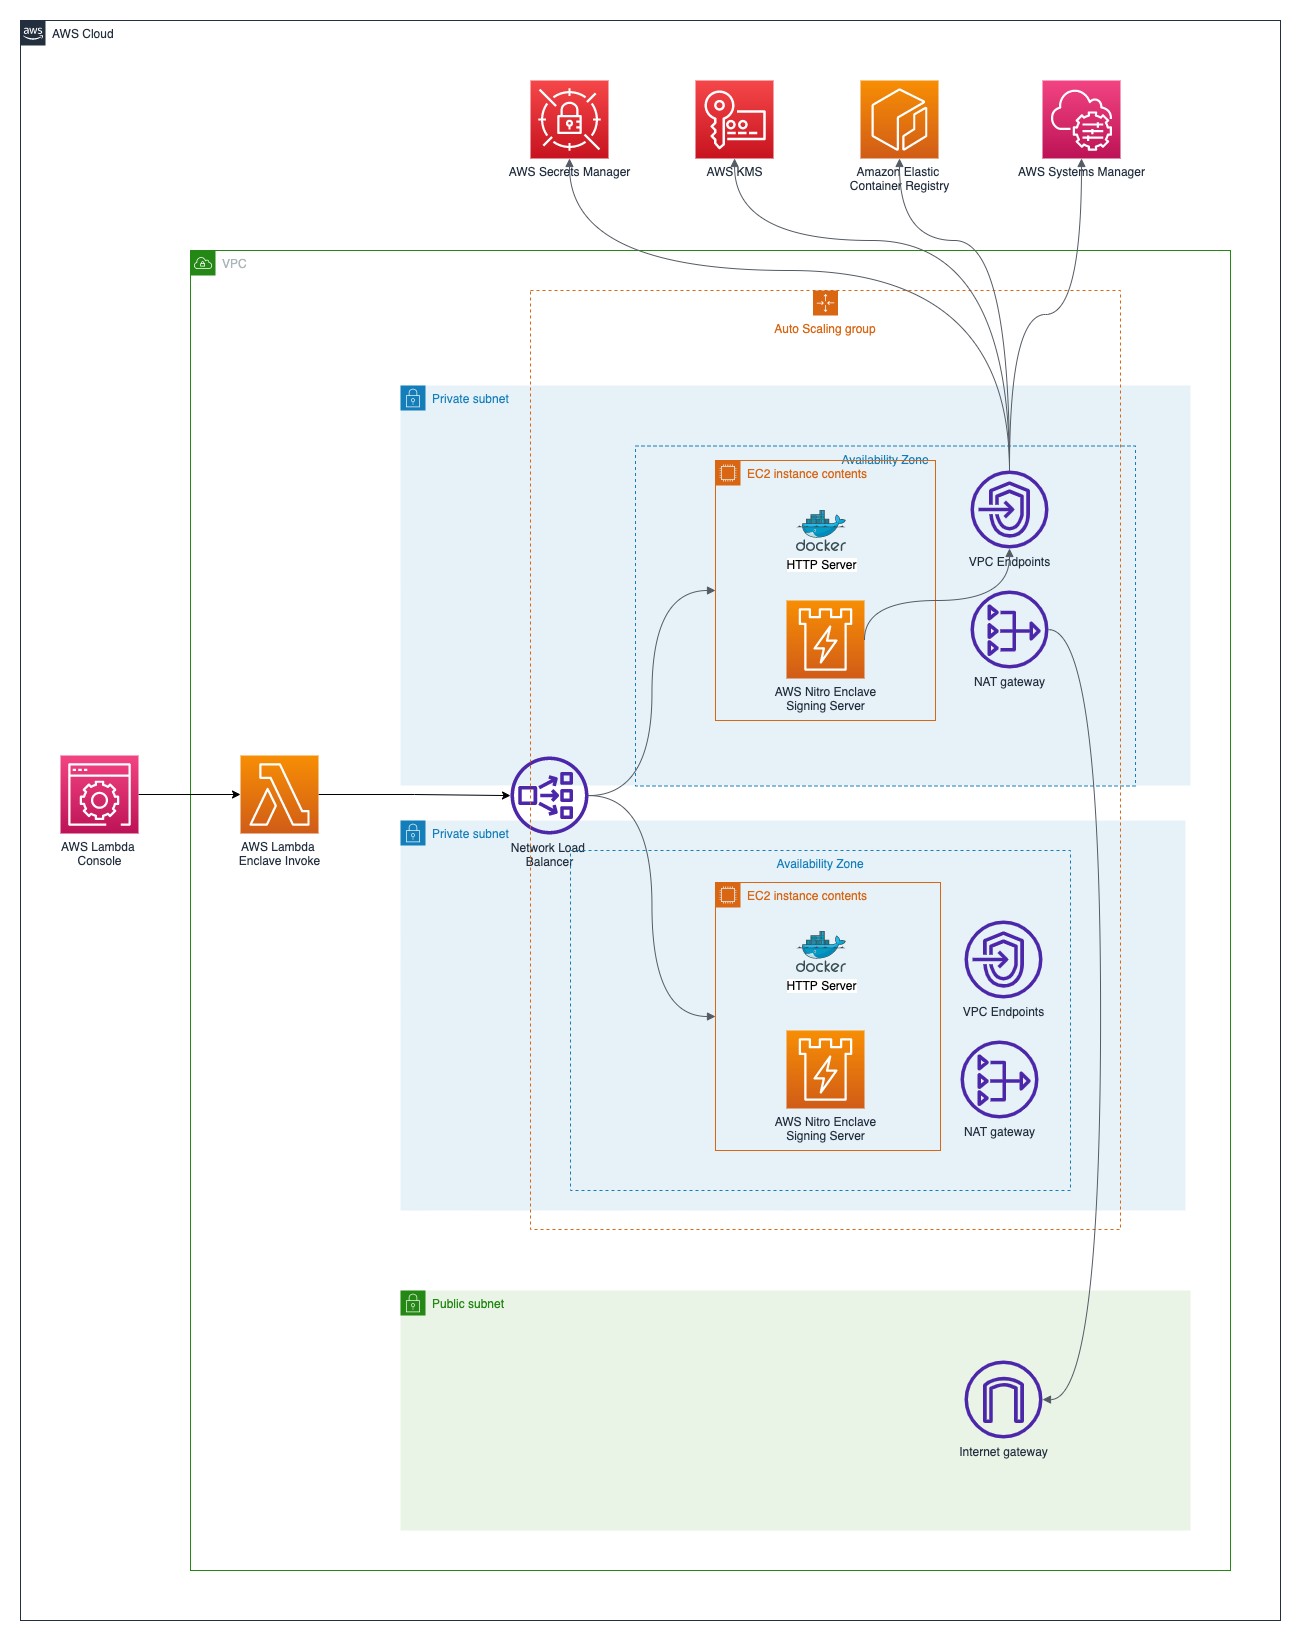 aws
AWS Cloud
AWS Secrets Manager
AWS KMS
Amazon Elastic
Container Registry
AWS Systems Manager
VPC
Auto Scaling group
Private subnet
Availability Zone
EC2 instance contents
docker
HTTP Server
VPC Endpoints
AWS Nitro Enclave
Signing Server
NAT gateway
AWS Lambda
Console
AWS Lambda
Enclave Invoke
Network Load
Balancer
Private subnet
Availability Zone
EC2 instance contents
docker
HTTP Server
VPC Endpoints
AWS Nitro Enclave
Signing Server
NAT gateway
Public subnet
Internet gateway